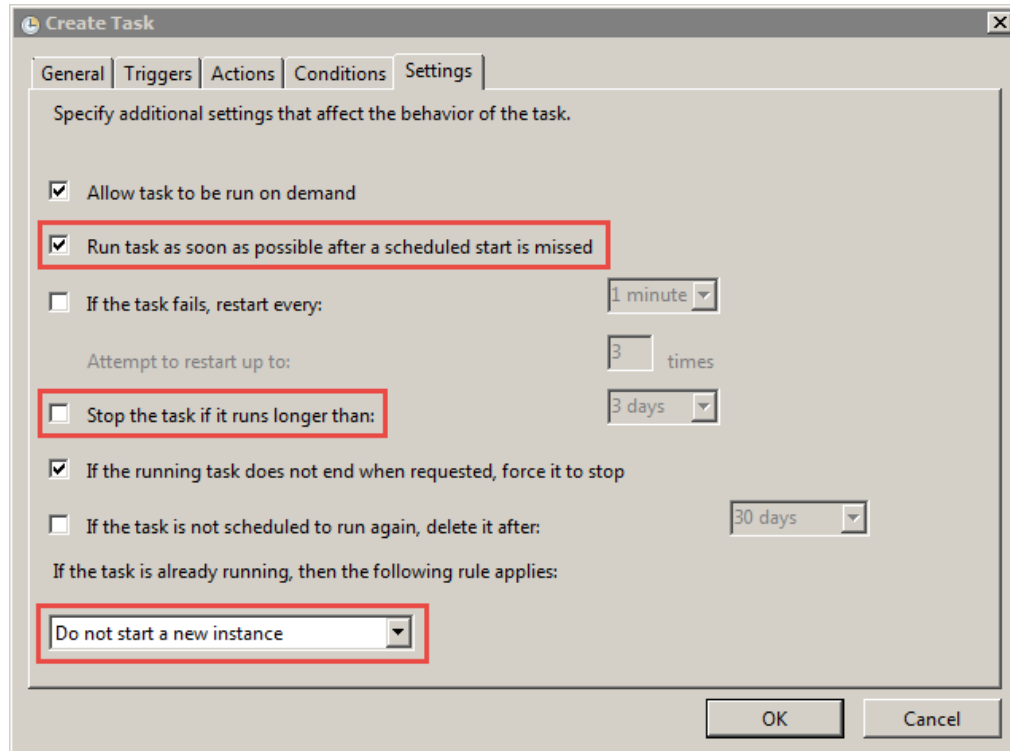 Create Task
General Triggers Actions Conditions Settings
Specify additional settings that affect the behavior of the task.
Allow task to be run on demand
Run task as soon as possible after a scheduled start is missed
If the task fails, restart every: 1 minute
Attempt to restart up to: 3 times
Stop the task if it runs longer than: 3 days
If the running task does not end when requested, force it to stop
If the task is not scheduled to run again, delete it after: 30 days
If the task is already running, then the following rule applies:
Do not start a new instance
OK Cancel